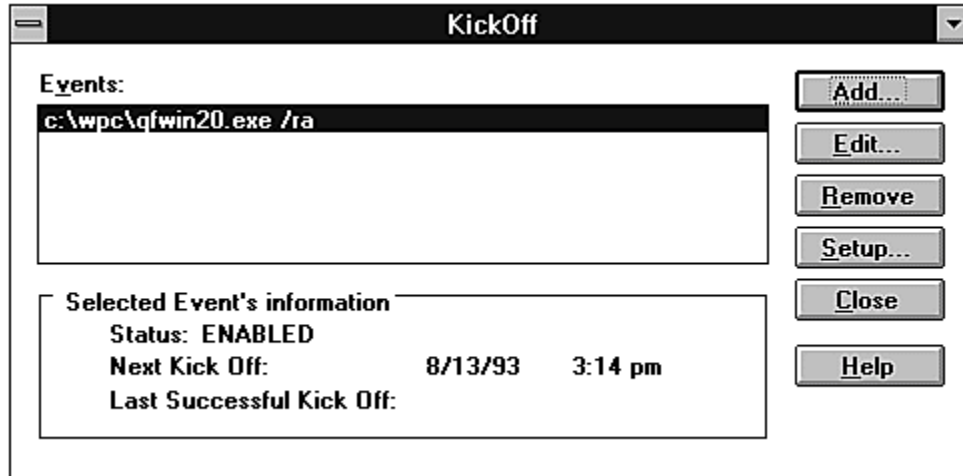 KickOff
Events:
c:\wpc\qfwin20.exe /ra
Add...
Edit...
Remove
Setup...
Close
Help
Selected Event's information
Status: ENABLED
Next Kick Off: 8/13/93 3:14 pm
Last Successful Kick Off: